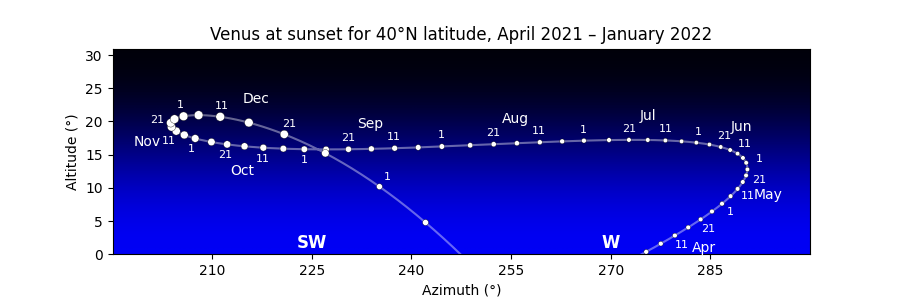 Venus at sunset for 40°N latitude, April 2021 – January 2022
Altitude (°)
30
25
20
15
10
5
0
1 11 Dec
21 21
Nov 11 1 21 11 1
Oct
21 Sep 11 1 21 Aug 11 1 21 Jul 11 1 21 Jun
11
1
21
11 May
1
21
11 Apr
1
SW W
210 225 240 255 270 285
Azimuth (°)